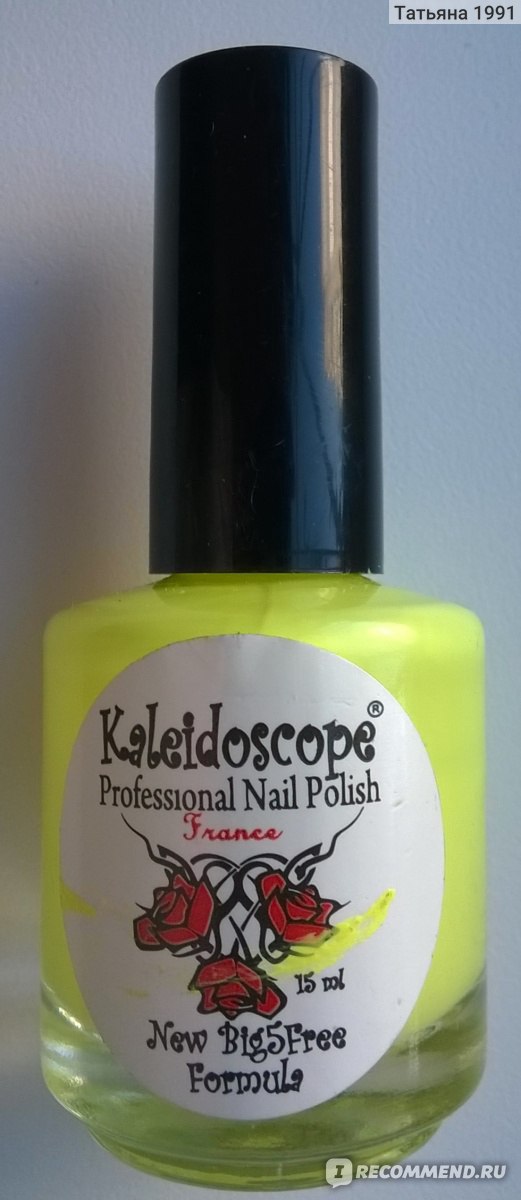 Татьяна 1991
Kaleidoscope®
Professional Nail Polish
France
15 ml
New Big5Free
Formula
IRECOMMEND.RU